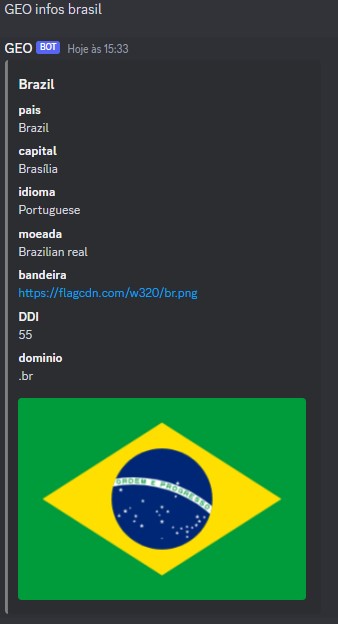 GEO infos brasil
GEO BOT Hoje às 15:33
Brazil
pais
Brazil
capital
Brasília
idioma
Portuguese
moeada
Brazilian real
bandeira
https://flagcdn.com/w320/br.png
DDI
55
dominio
.br
ORDEM E PROGRESSO